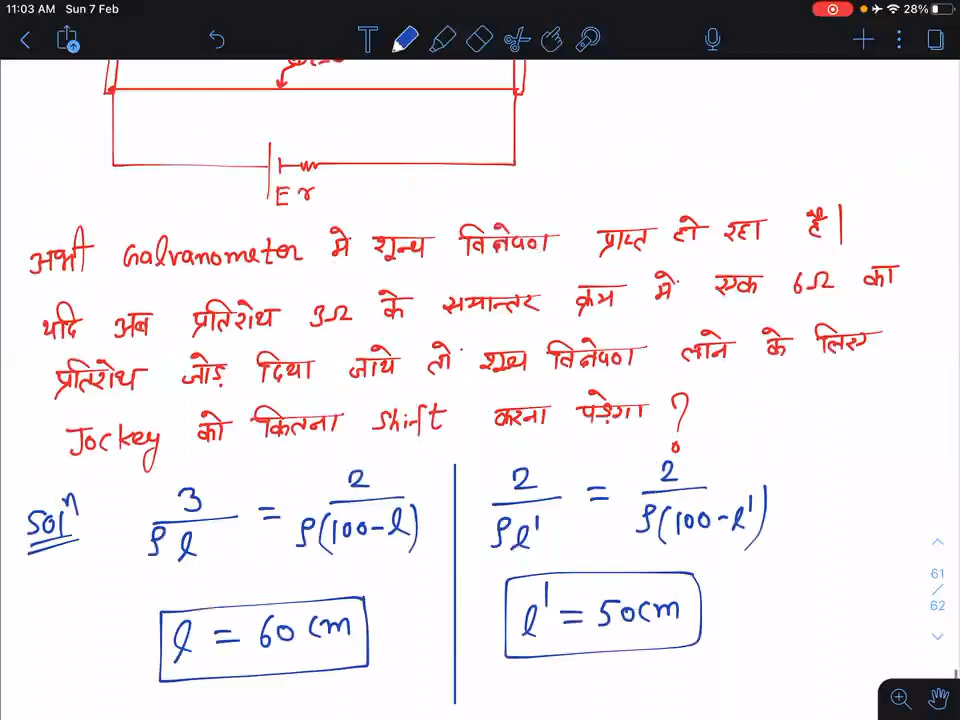 11:03 AM Sun 7 Feb
28%
T
E r
अभी Galvanometer मे शून्य विक्षेपण प्राप्त हो रहा है|
यदि अब प्रतिरोध 3Ω के समान्तर क्रम में एक 6Ω का
प्रतिरोध जोड़ दिया जाये तो शून्य विक्षेपण लाने के लिए
Jockey को कितना shift करना पड़ेगा ?
Solⁿ
3/ρl = 2/ρ(100-l)
2/ρl' = 2/ρ(100-l')
l = 60 cm
l' = 50cm
61
/
62